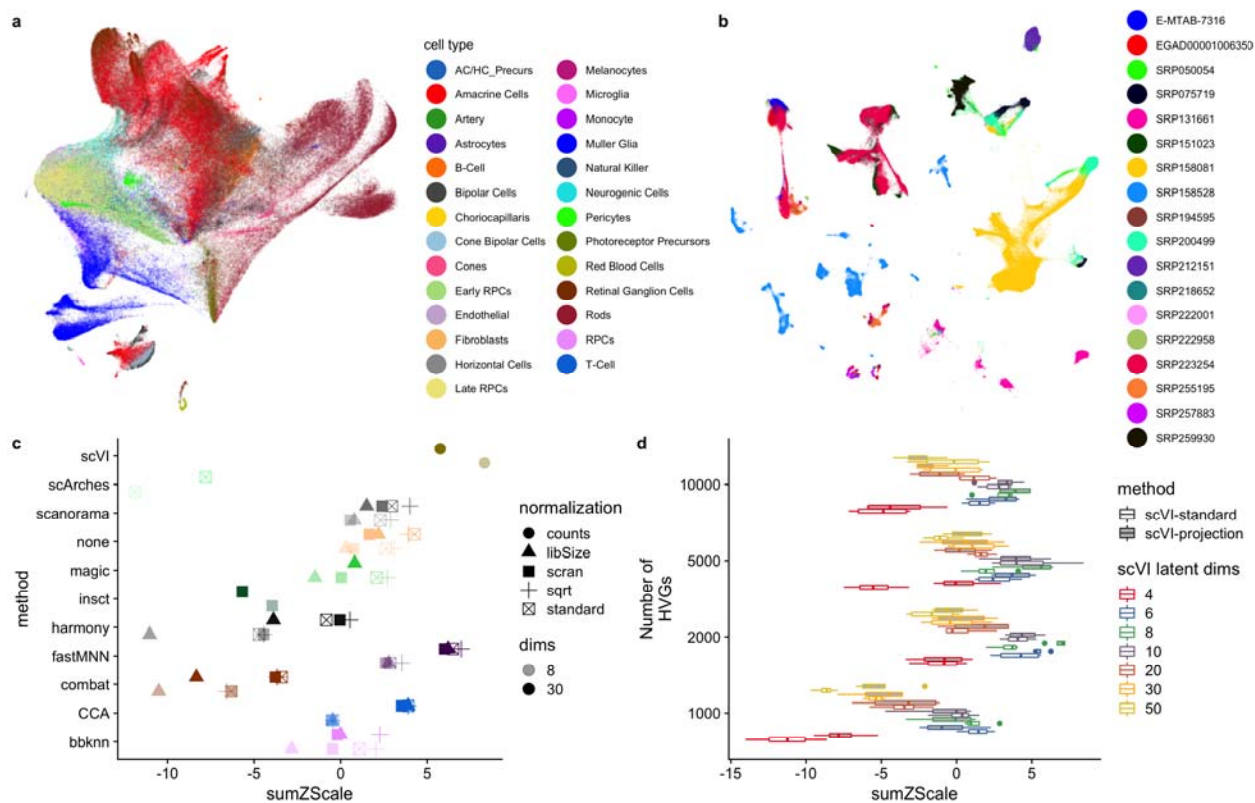 a
cell type
AC/HC_Precurs
Amacrine Cells
Artery
Astrocytes
B-Cell
Bipolar Cells
Choriocapillaris
Cone Bipolar Cells
Cones
Early RPCs
Endothelial
Fibroblasts
Horizontal Cells
Late RPCs
Melanocytes
Microglia
Monocyte
Muller Glia
Natural Killer
Neurogenic Cells
Pericytes
Photoreceptor Precursors
Red Blood Cells
Retinal Ganglion Cells
Rods
RPCs
T-Cell
b
E-MTAB-7316
EGAD00001006350
SRP050054
SRP075719
SRP131661
SRP151023
SRP158081
SRP158528
SRP194595
SRP200499
SRP212151
SRP218652
SRP222001
SRP222958
SRP223254
SRP255195
SRP257883
SRP259930
c
method
scVI
scArches
scanorama
none
magic
insct
harmony
fastMNN
combat
CCA
bbknn
-10
-5
0
5
sumZScale
normalization
counts
libSize
scran
sqrt
standard
dims
8
30
d
Number of
HVGs
10000
5000
2000
1000
-15
-10
-5
0
5
sumZScale
method
scVI-standard
scVI-projection
scVI latent dims
4
6
8
10
20
30
50